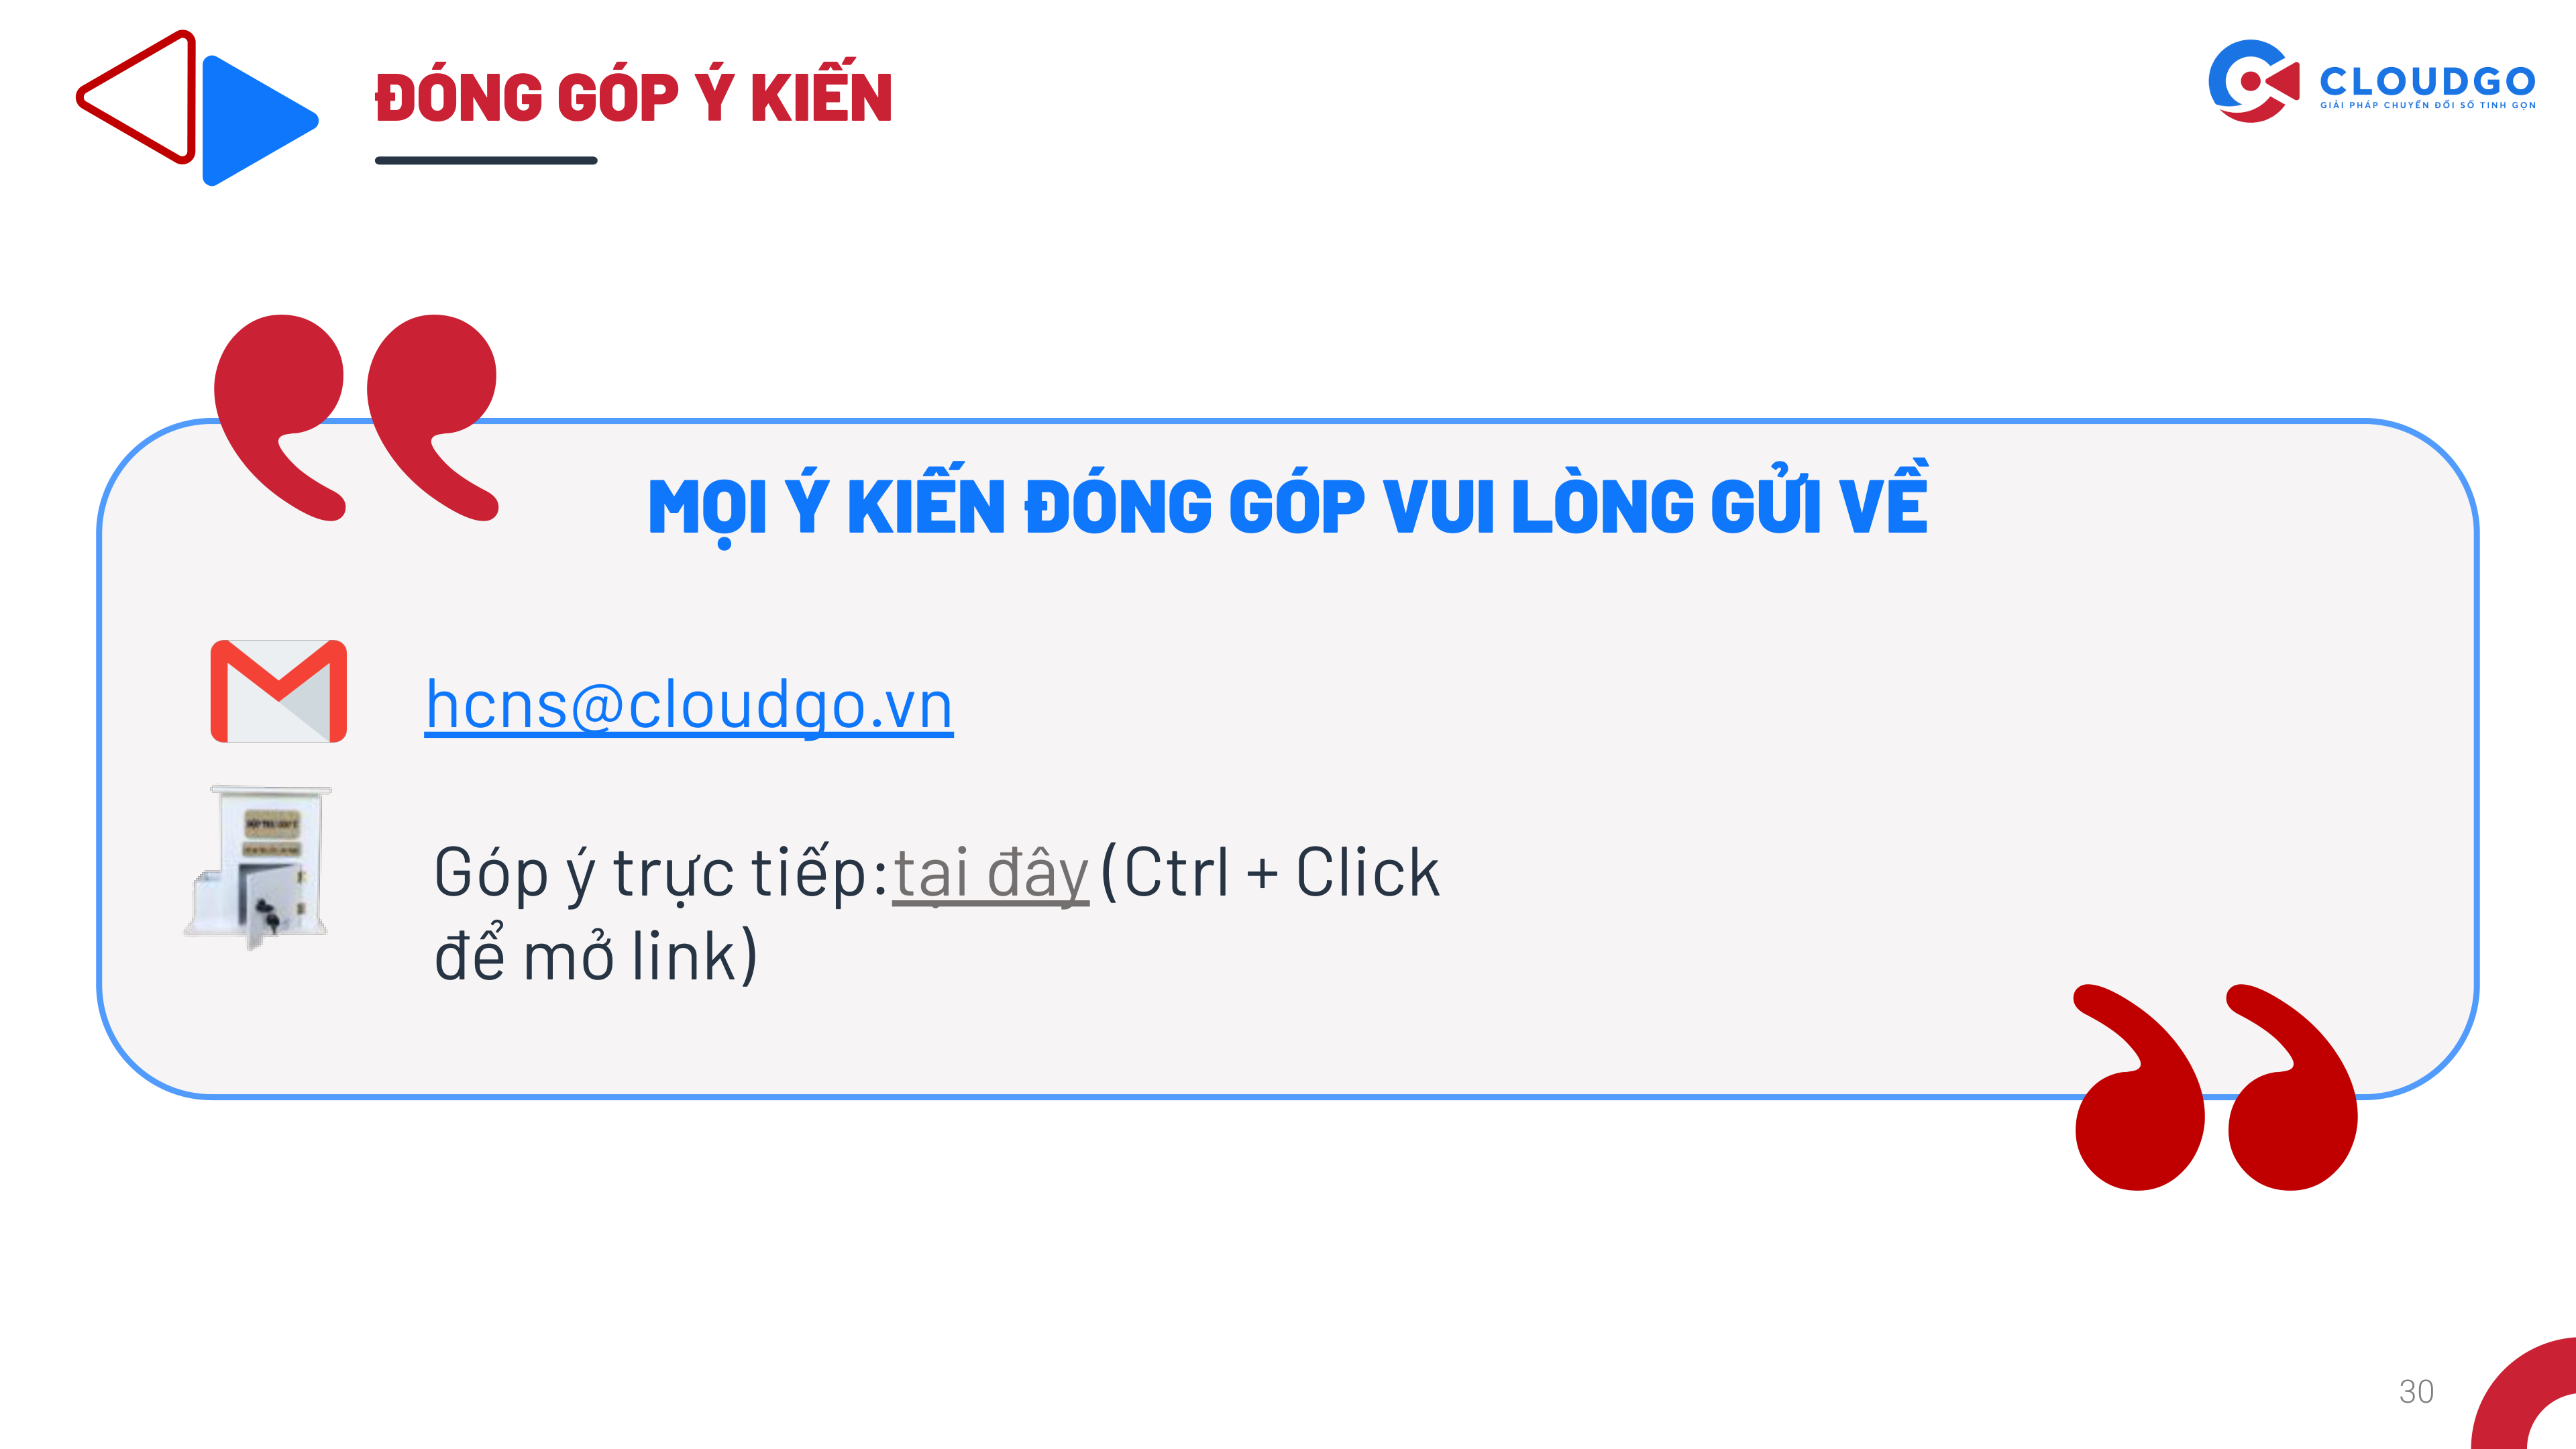 ĐÓNG GÓP Ý KIẾN
CLOUDGO
GIẢI PHÁP CHUYỂN ĐỔI SỐ TINH GỌN
MỌI Ý KIẾN ĐÓNG GÓP VUI LÒNG GỬI VỀ
hcns@cloudgo.vn
Góp ý trực tiếp: tại đây (Ctrl + Click
để mở link)
30